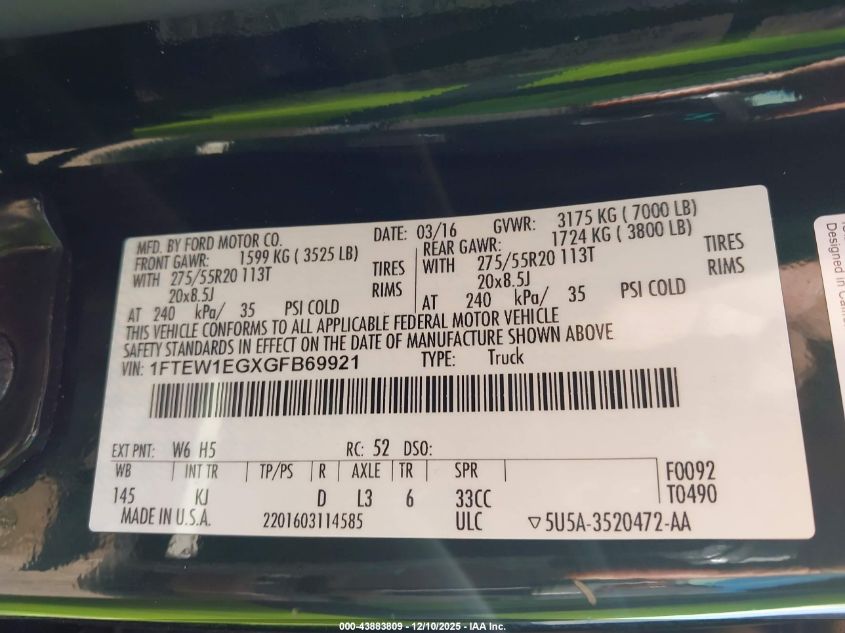 MFD. BY FORD MOTOR CO. DATE: 03/16 GVWR: 3175 KG ( 7000 LB)
FRONT GAWR: 1599 KG ( 3525 LB) REAR GAWR: 1724 KG ( 3800 LB)
WITH 275/55R20 113T TIRES WITH 275/55R20 113T TIRES
20x8.5J RIMS 20x8.5J RIMS
AT 240 kPa/ 35 PSI COLD AT 240 kPa/ 35 PSI COLD
THIS VEHICLE CONFORMS TO ALL APPLICABLE FEDERAL MOTOR VEHICLE
SAFETY STANDARDS IN EFFECT ON THE DATE OF MANUFACTURE SHOWN ABOVE
VIN: 1FTEW1EGXGFB69921 TYPE: Truck
EXT PNT: W6 H5 RC: 52 DSO:
WB INT TR TP/PS R AXLE TR SPR F0092
145 KJ D L3 6 33CC T0490
MADE IN U.S.A. 2201603114585 ULC ▽5U5A-3520472-AA
Designed in
000-43883809 - 12/10/2025 - IAA Inc.